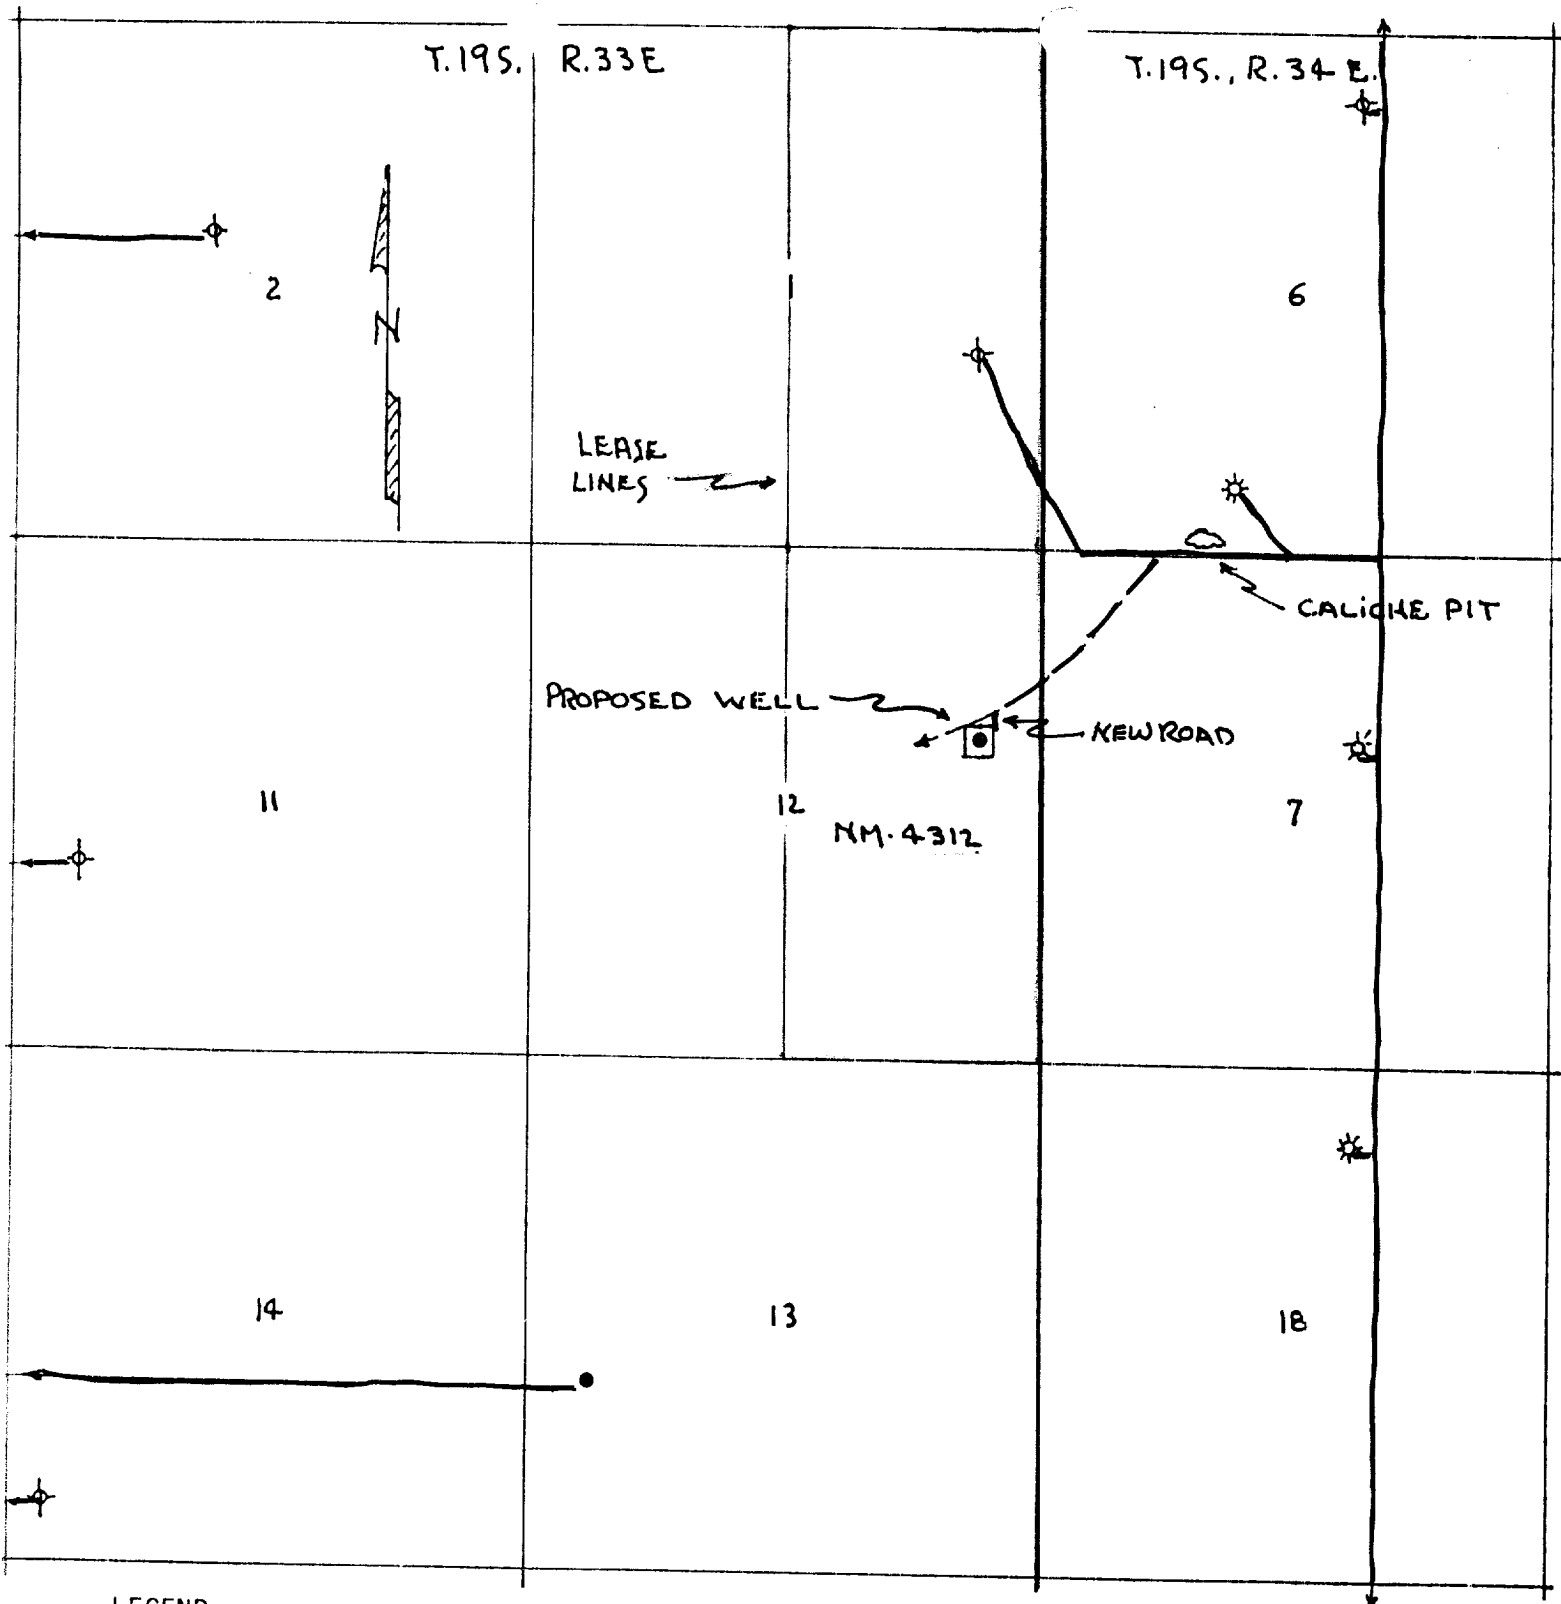 T.19S. R.33E
T.19S., R.34 E.
2
N
1
6
LEASE
LINES
CALICHE PIT
PROPOSED WELL
NEW ROAD
11
12
7
NM-4312
14
13
18
LEGEND